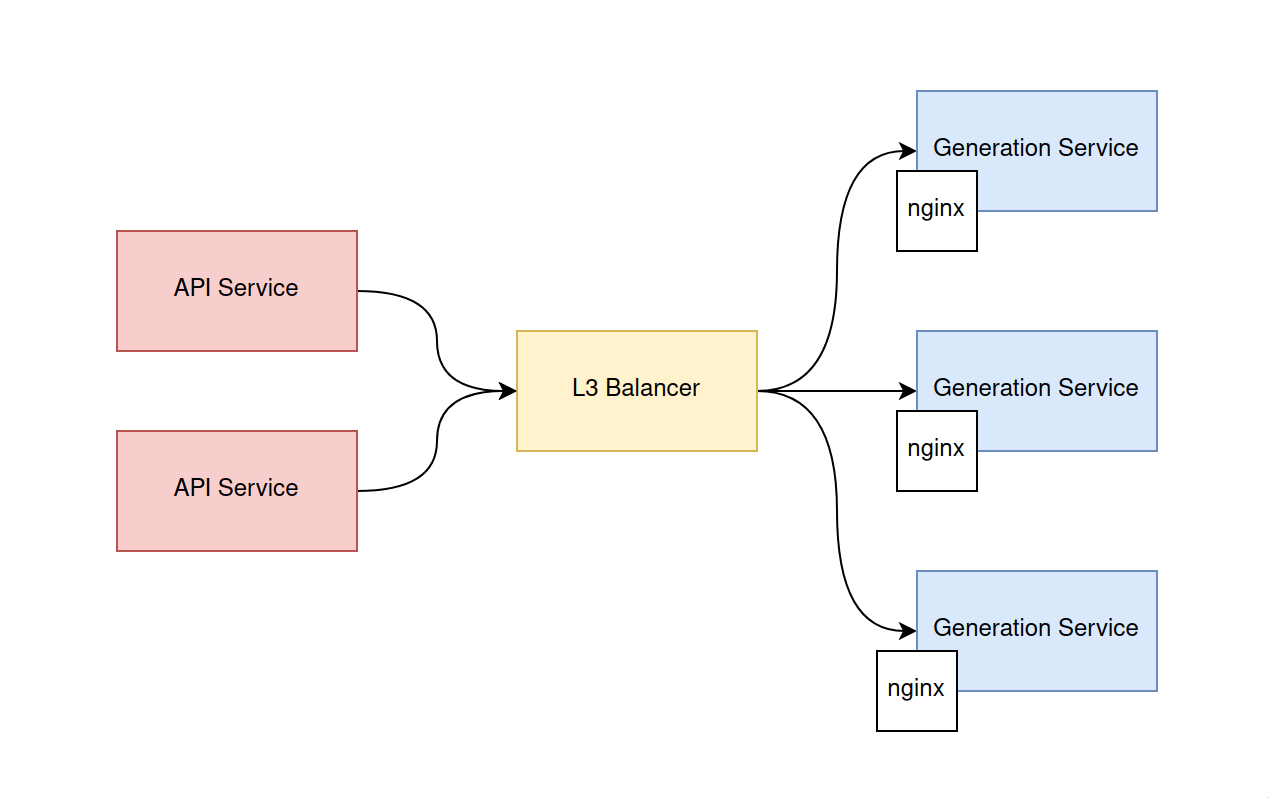 Generation Service
nginx
API Service
L3 Balancer
Generation Service
nginx
API Service
Generation Service
nginx